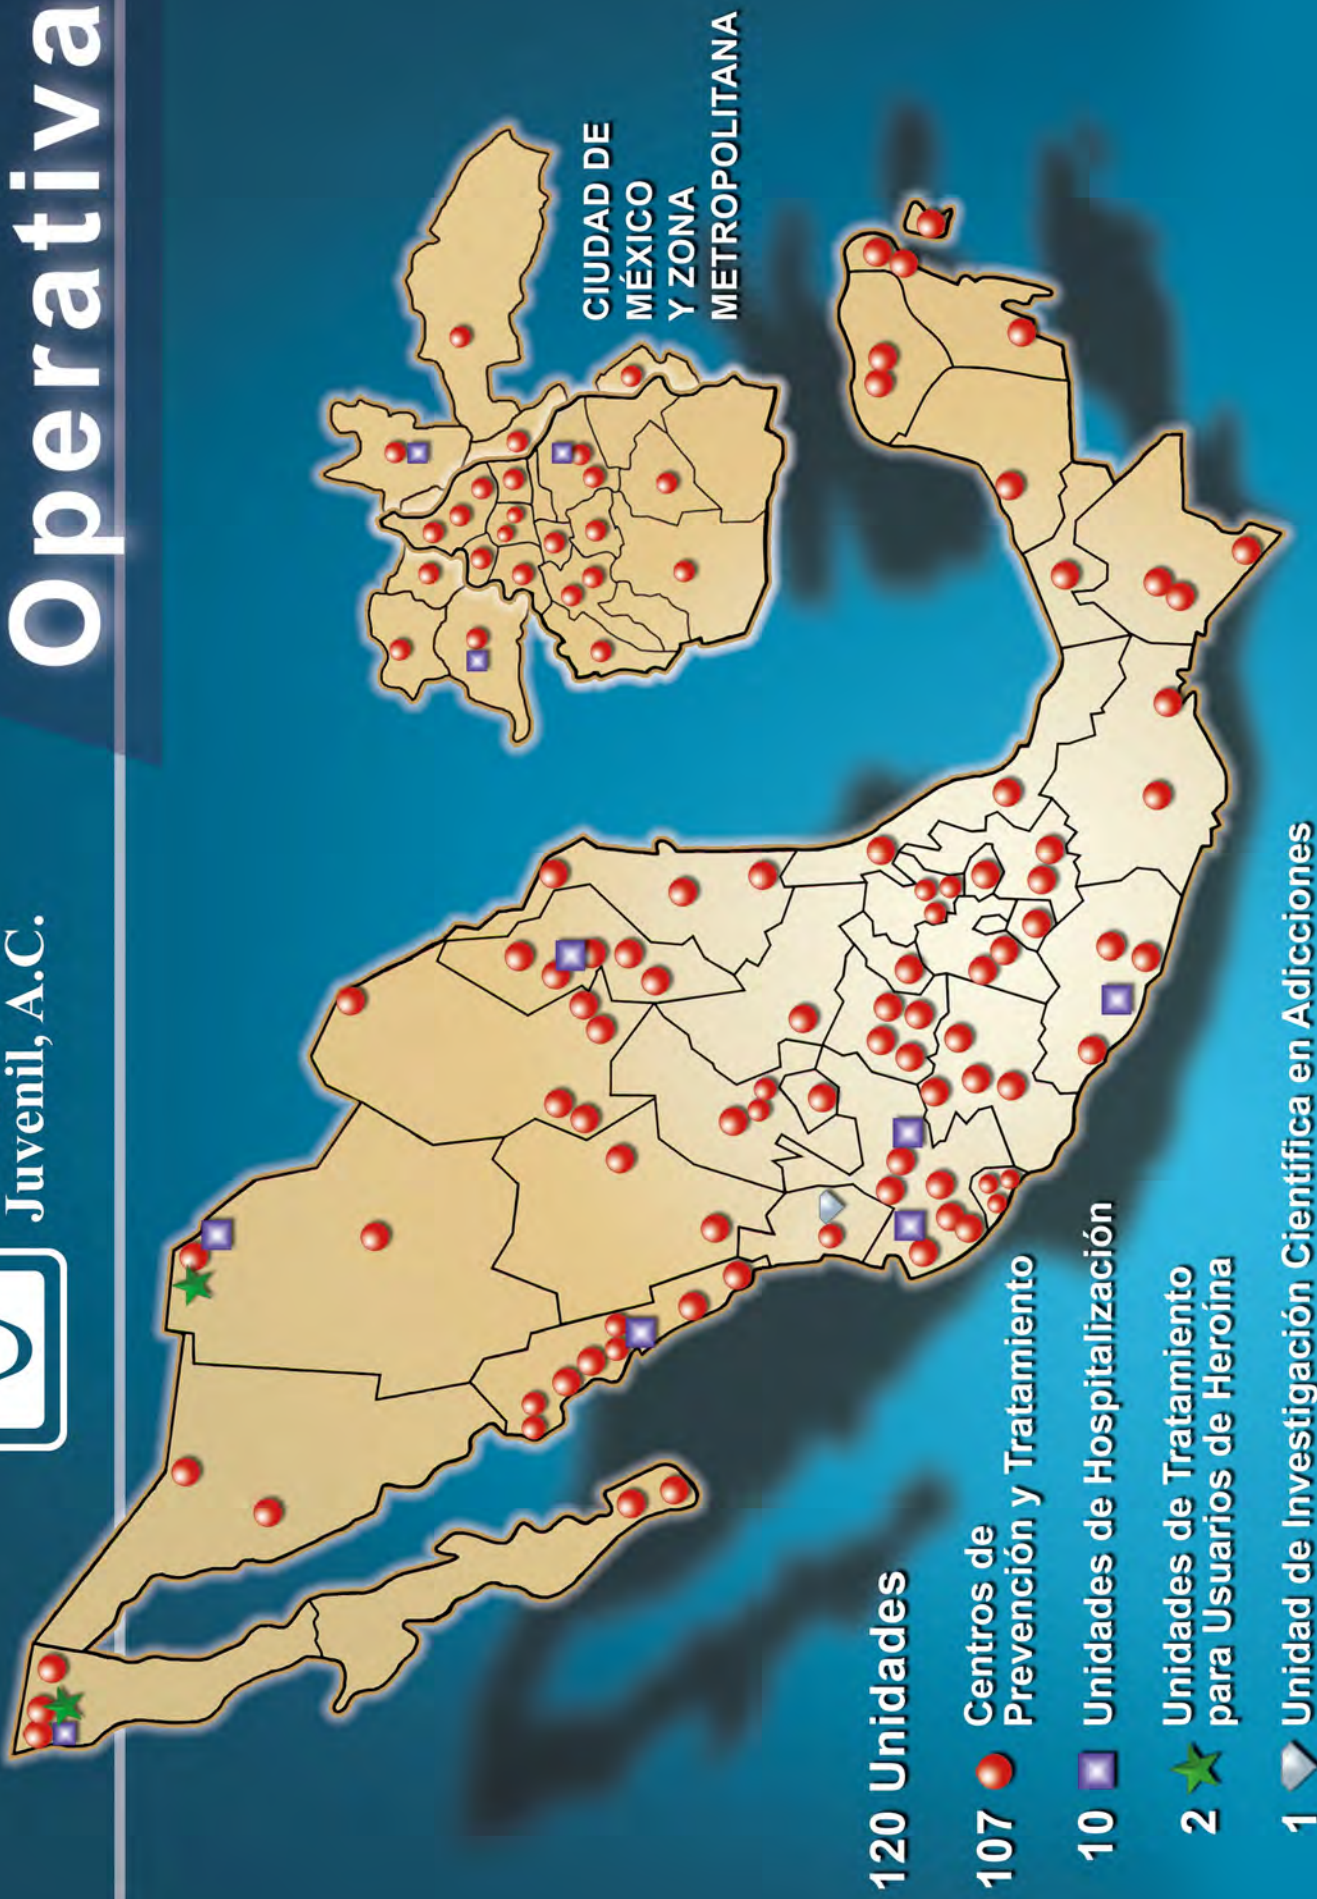 Juvenil, A.C.
Operativa
CIUDAD DE
MÉXICO
Y ZONA
METROPOLITANA
120 Unidades
107 Centros de
Prevención y Tratamiento
10 Unidades de Hospitalización
2 Unidades de Tratamiento
para Usuarios de Heroína
1 Unidad de Investigación Científica en Adicciones